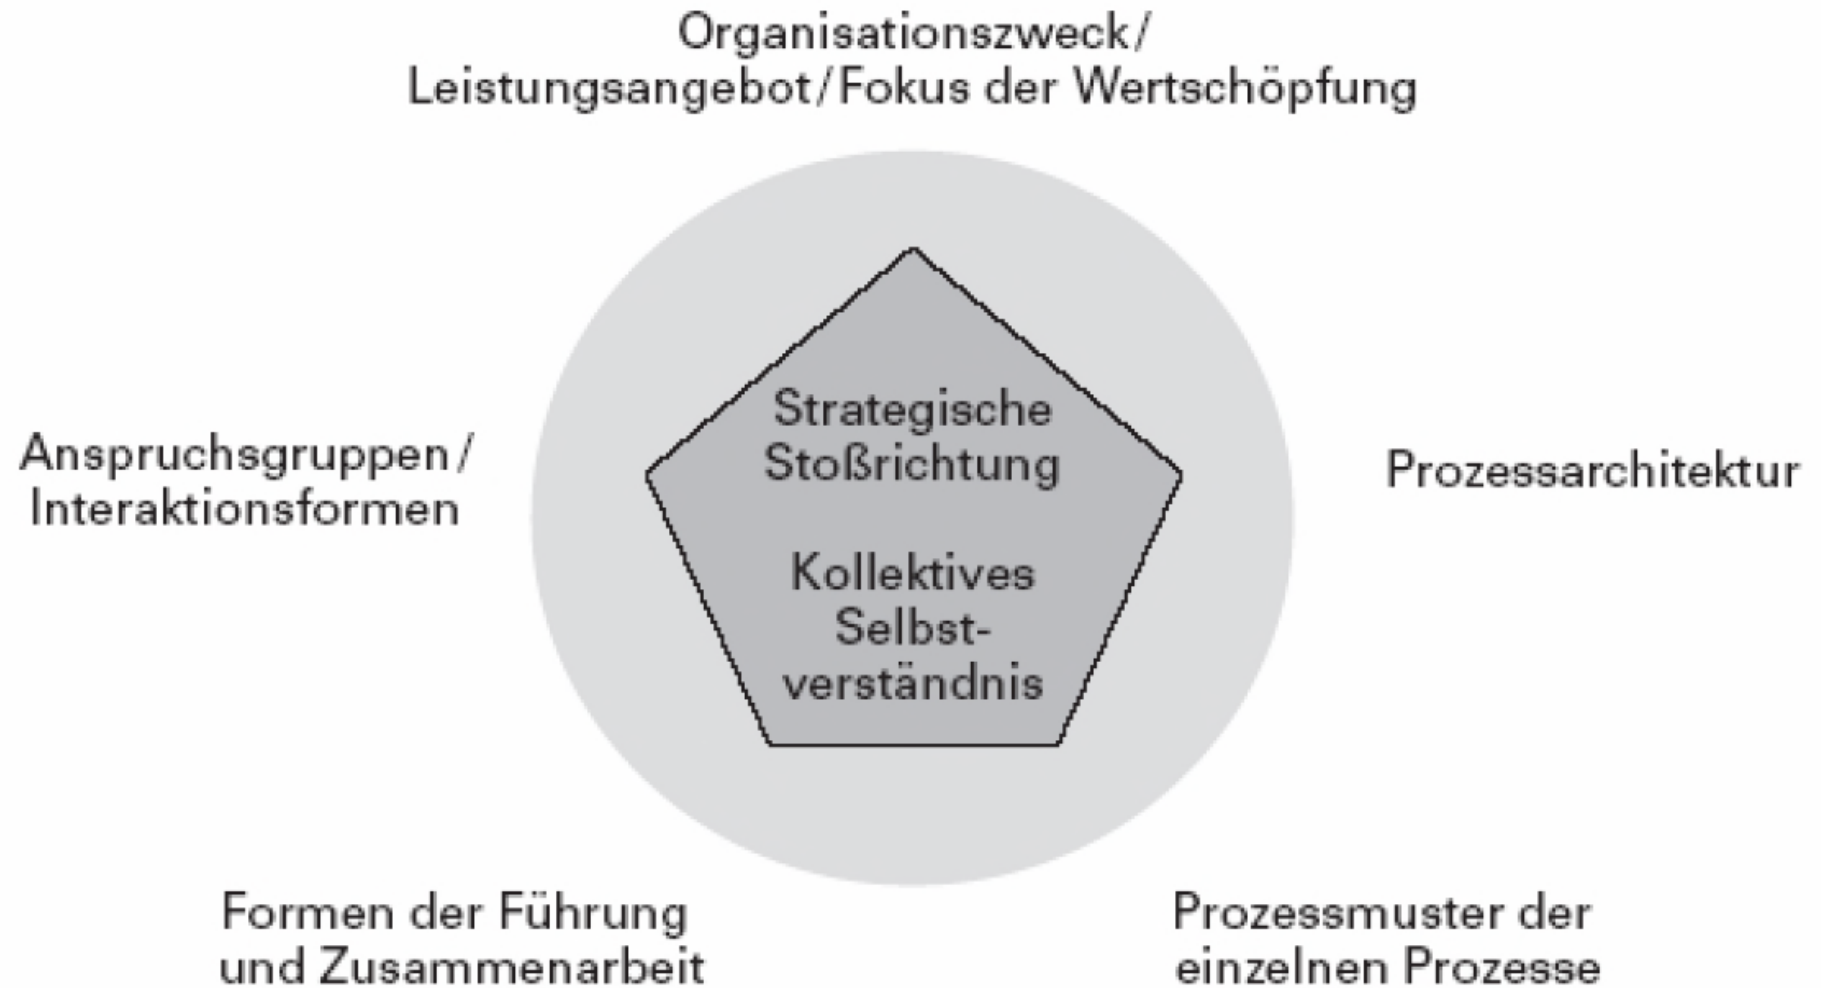 Organisationszweck/
Leistungsangebot/Fokus der Wertschöpfung
Strategische
Stoßrichtung
Kollektives
Selbst-
verständnis
Anspruchsgruppen/
Interaktionsformen
Prozessarchitektur
Formen der Führung
und Zusammenarbeit
Prozessmuster der
einzelnen Prozesse